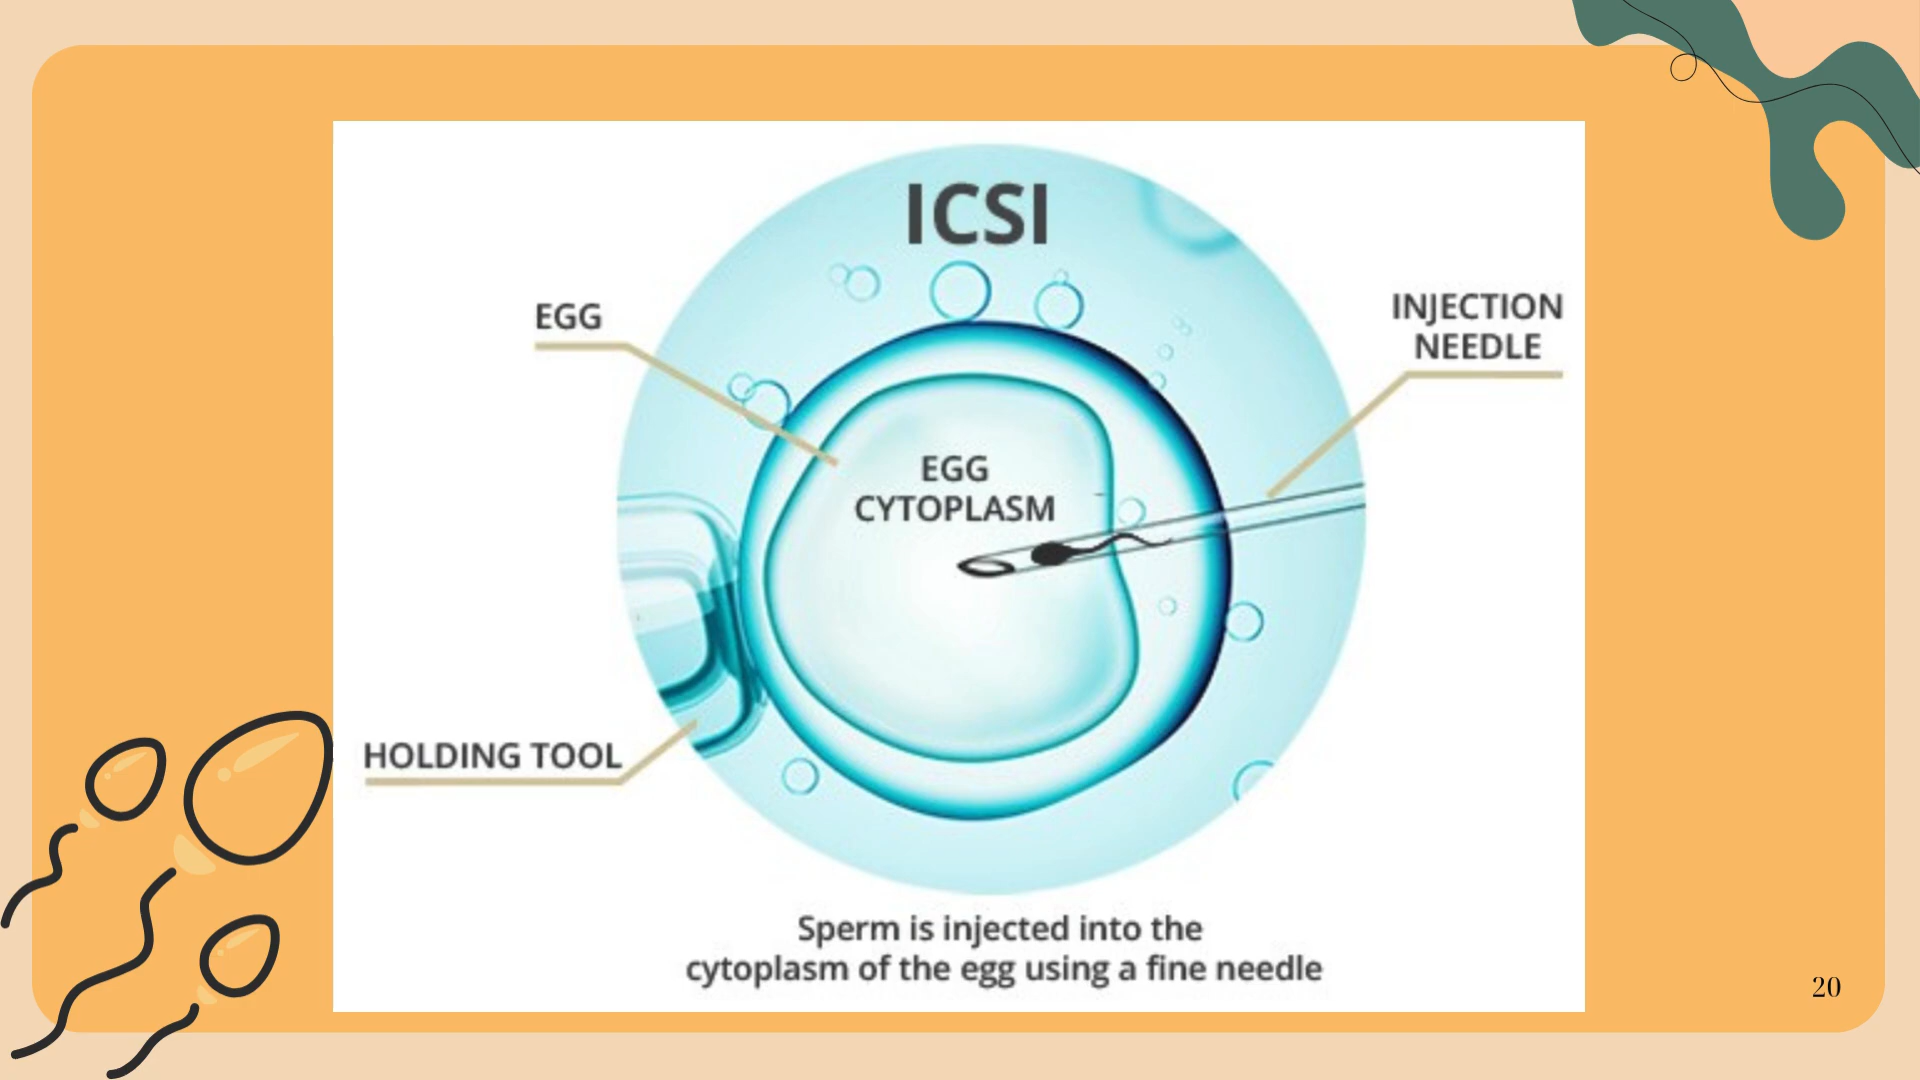 ICSI
EGG
INJECTION
NEEDLE
EGG
CYTOPLASM
HOLDING TOOL
Sperm is injected into the
cytoplasm of the egg using a fine needle
20